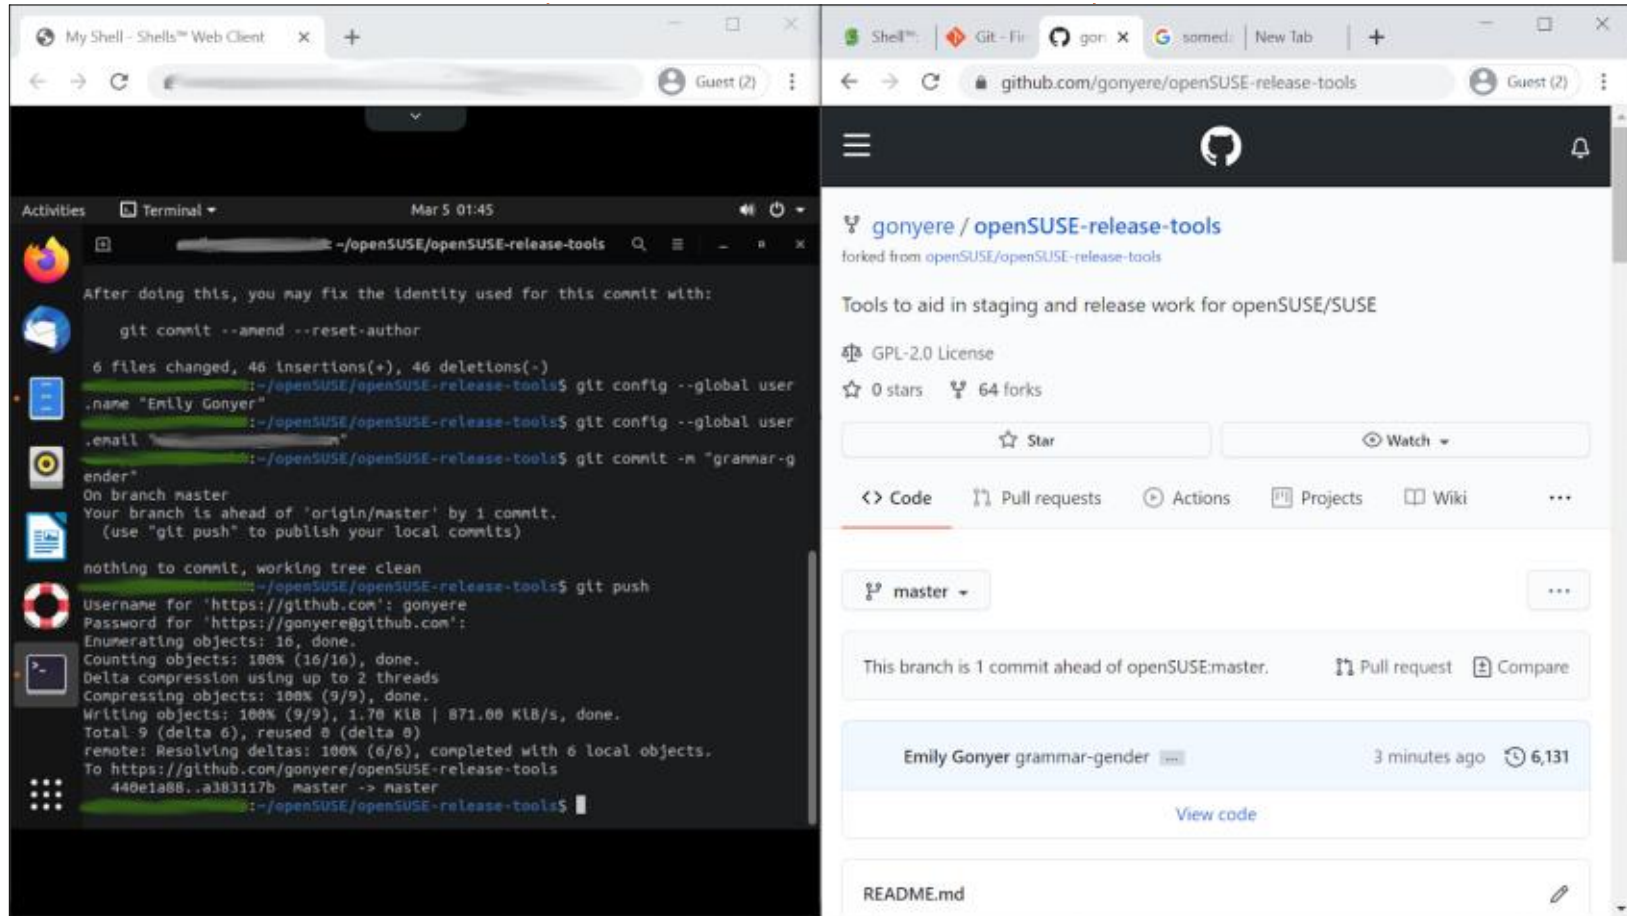 My Shell - Shells™ Web Client
Guest (2)
Activities
Terminal
Mar 5 01:45
~/openSUSE/openSUSE-release-tools
After doing this, you may fix the identity used for this commit with:
git commit --amend --reset-author
6 files changed, 46 insertions(+), 46 deletions(-)
:~/openSUSE/openSUSE-release-tools$ git config --global user
.name "Emily Gonyer"
:~/openSUSE/openSUSE-release-tools$ git config --global user
.email "
:~/openSUSE/openSUSE-release-tools$ git commit -m "grammar-g
ender"
On branch master
Your branch is ahead of 'origin/master' by 1 commit.
(use "git push" to publish your local commits)
nothing to commit, working tree clean
:~/openSUSE/openSUSE-release-tools$ git push
Username for 'https://github.com': gonyere
Password for 'https://gonyere@github.com':
Enumerating objects: 16, done.
Counting objects: 100% (16/16), done.
Delta compression using up to 2 threads
Compressing objects: 100% (9/9), done.
Writing objects: 100% (9/9), 1.70 KiB | 871.00 KiB/s, done.
Total 9 (delta 6), reused 0 (delta 0)
remote: Resolving deltas: 100% (6/6), completed with 6 local objects.
To https://github.com/gonyere/openSUSE-release-tools
440e1a88..a383117b master -> master
:~/openSUSE/openSUSE-release-tools$
Shell™: Git - Fir gon somed: New Tab
github.com/gonyere/openSUSE-release-tools Guest (2)
gonyere / openSUSE-release-tools
forked from openSUSE/openSUSE-release-tools
Tools to aid in staging and release work for openSUSE/SUSE
GPL-2.0 License
0 stars 64 forks
Star Watch
Code Pull requests Actions Projects Wiki ...
master ...
This branch is 1 commit ahead of openSUSE:master. Pull request Compare
Emily Gonyer grammar-gender ... 3 minutes ago 6,131
View code
README.md